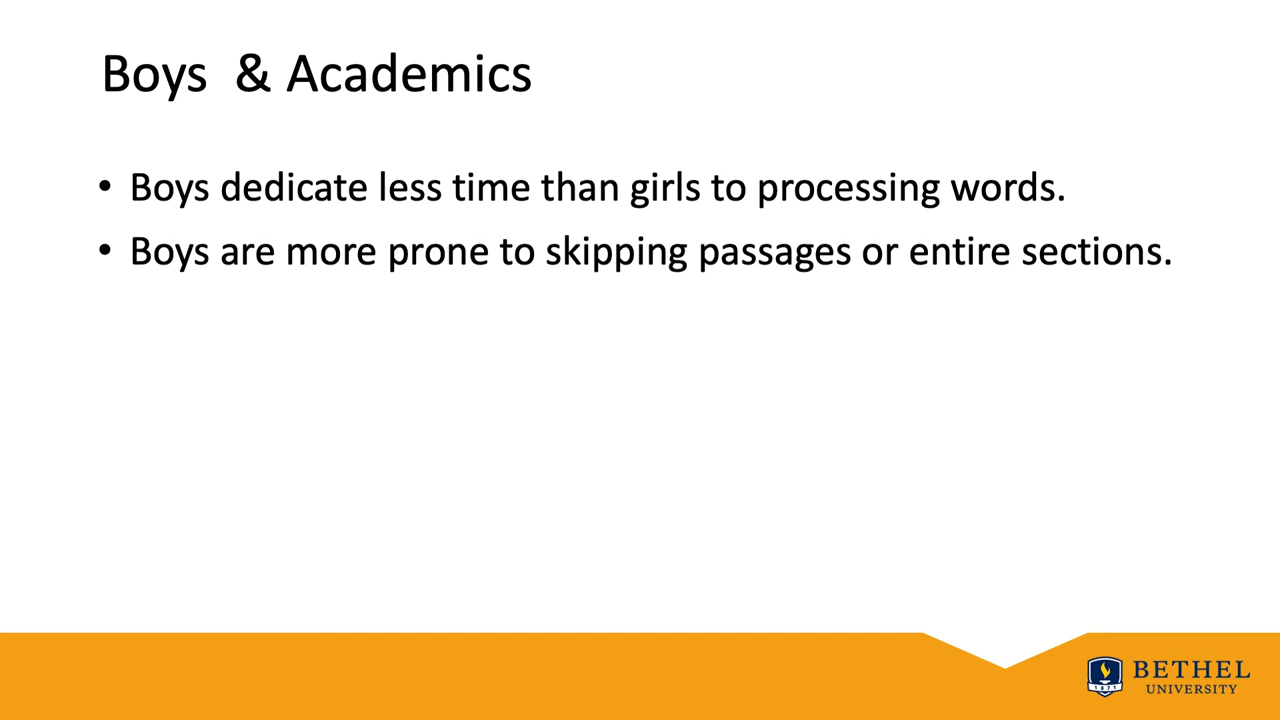 Boys & Academics
• Boys dedicate less time than girls to processing words.
• Boys are more prone to skipping passages or entire sections.
1871
BETHEL
UNIVERSITY